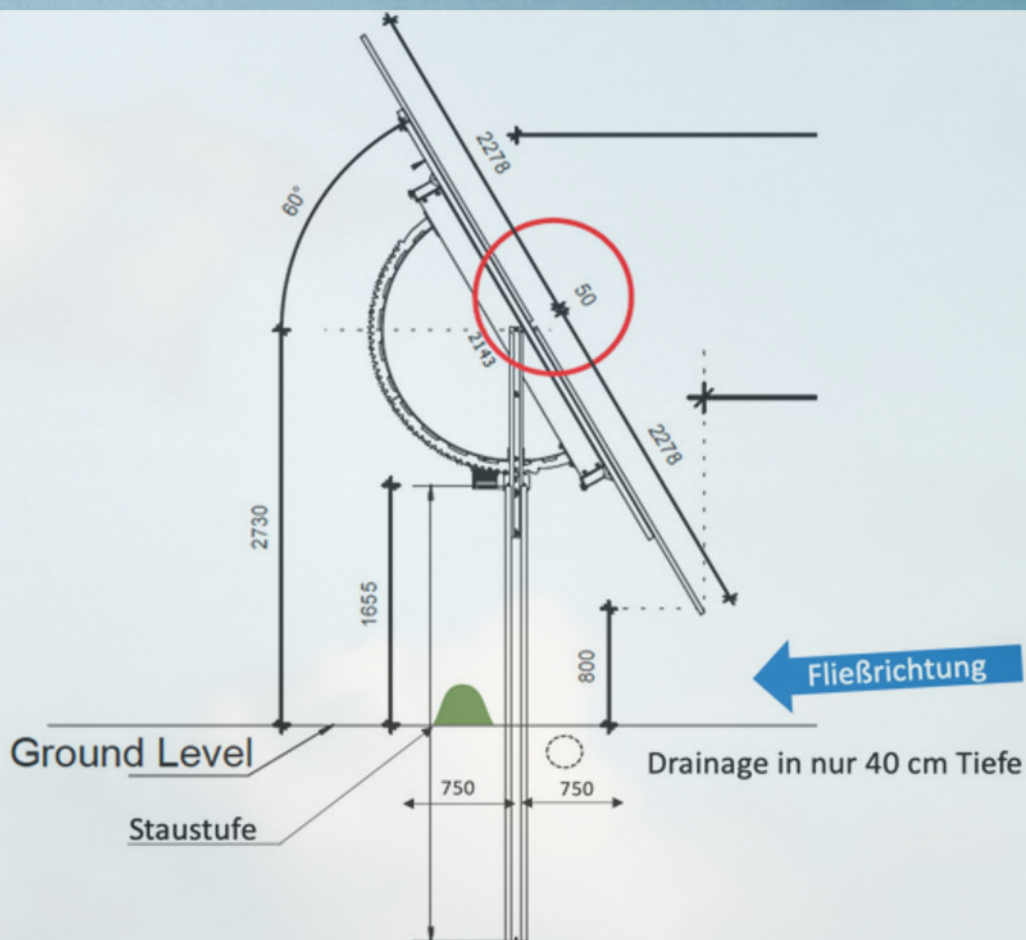 2278
60°
50
2143
2278
2730
1655
800
Fließrichtung
Ground Level
Drainage in nur 40 cm Tiefe
750
750
Staustufe